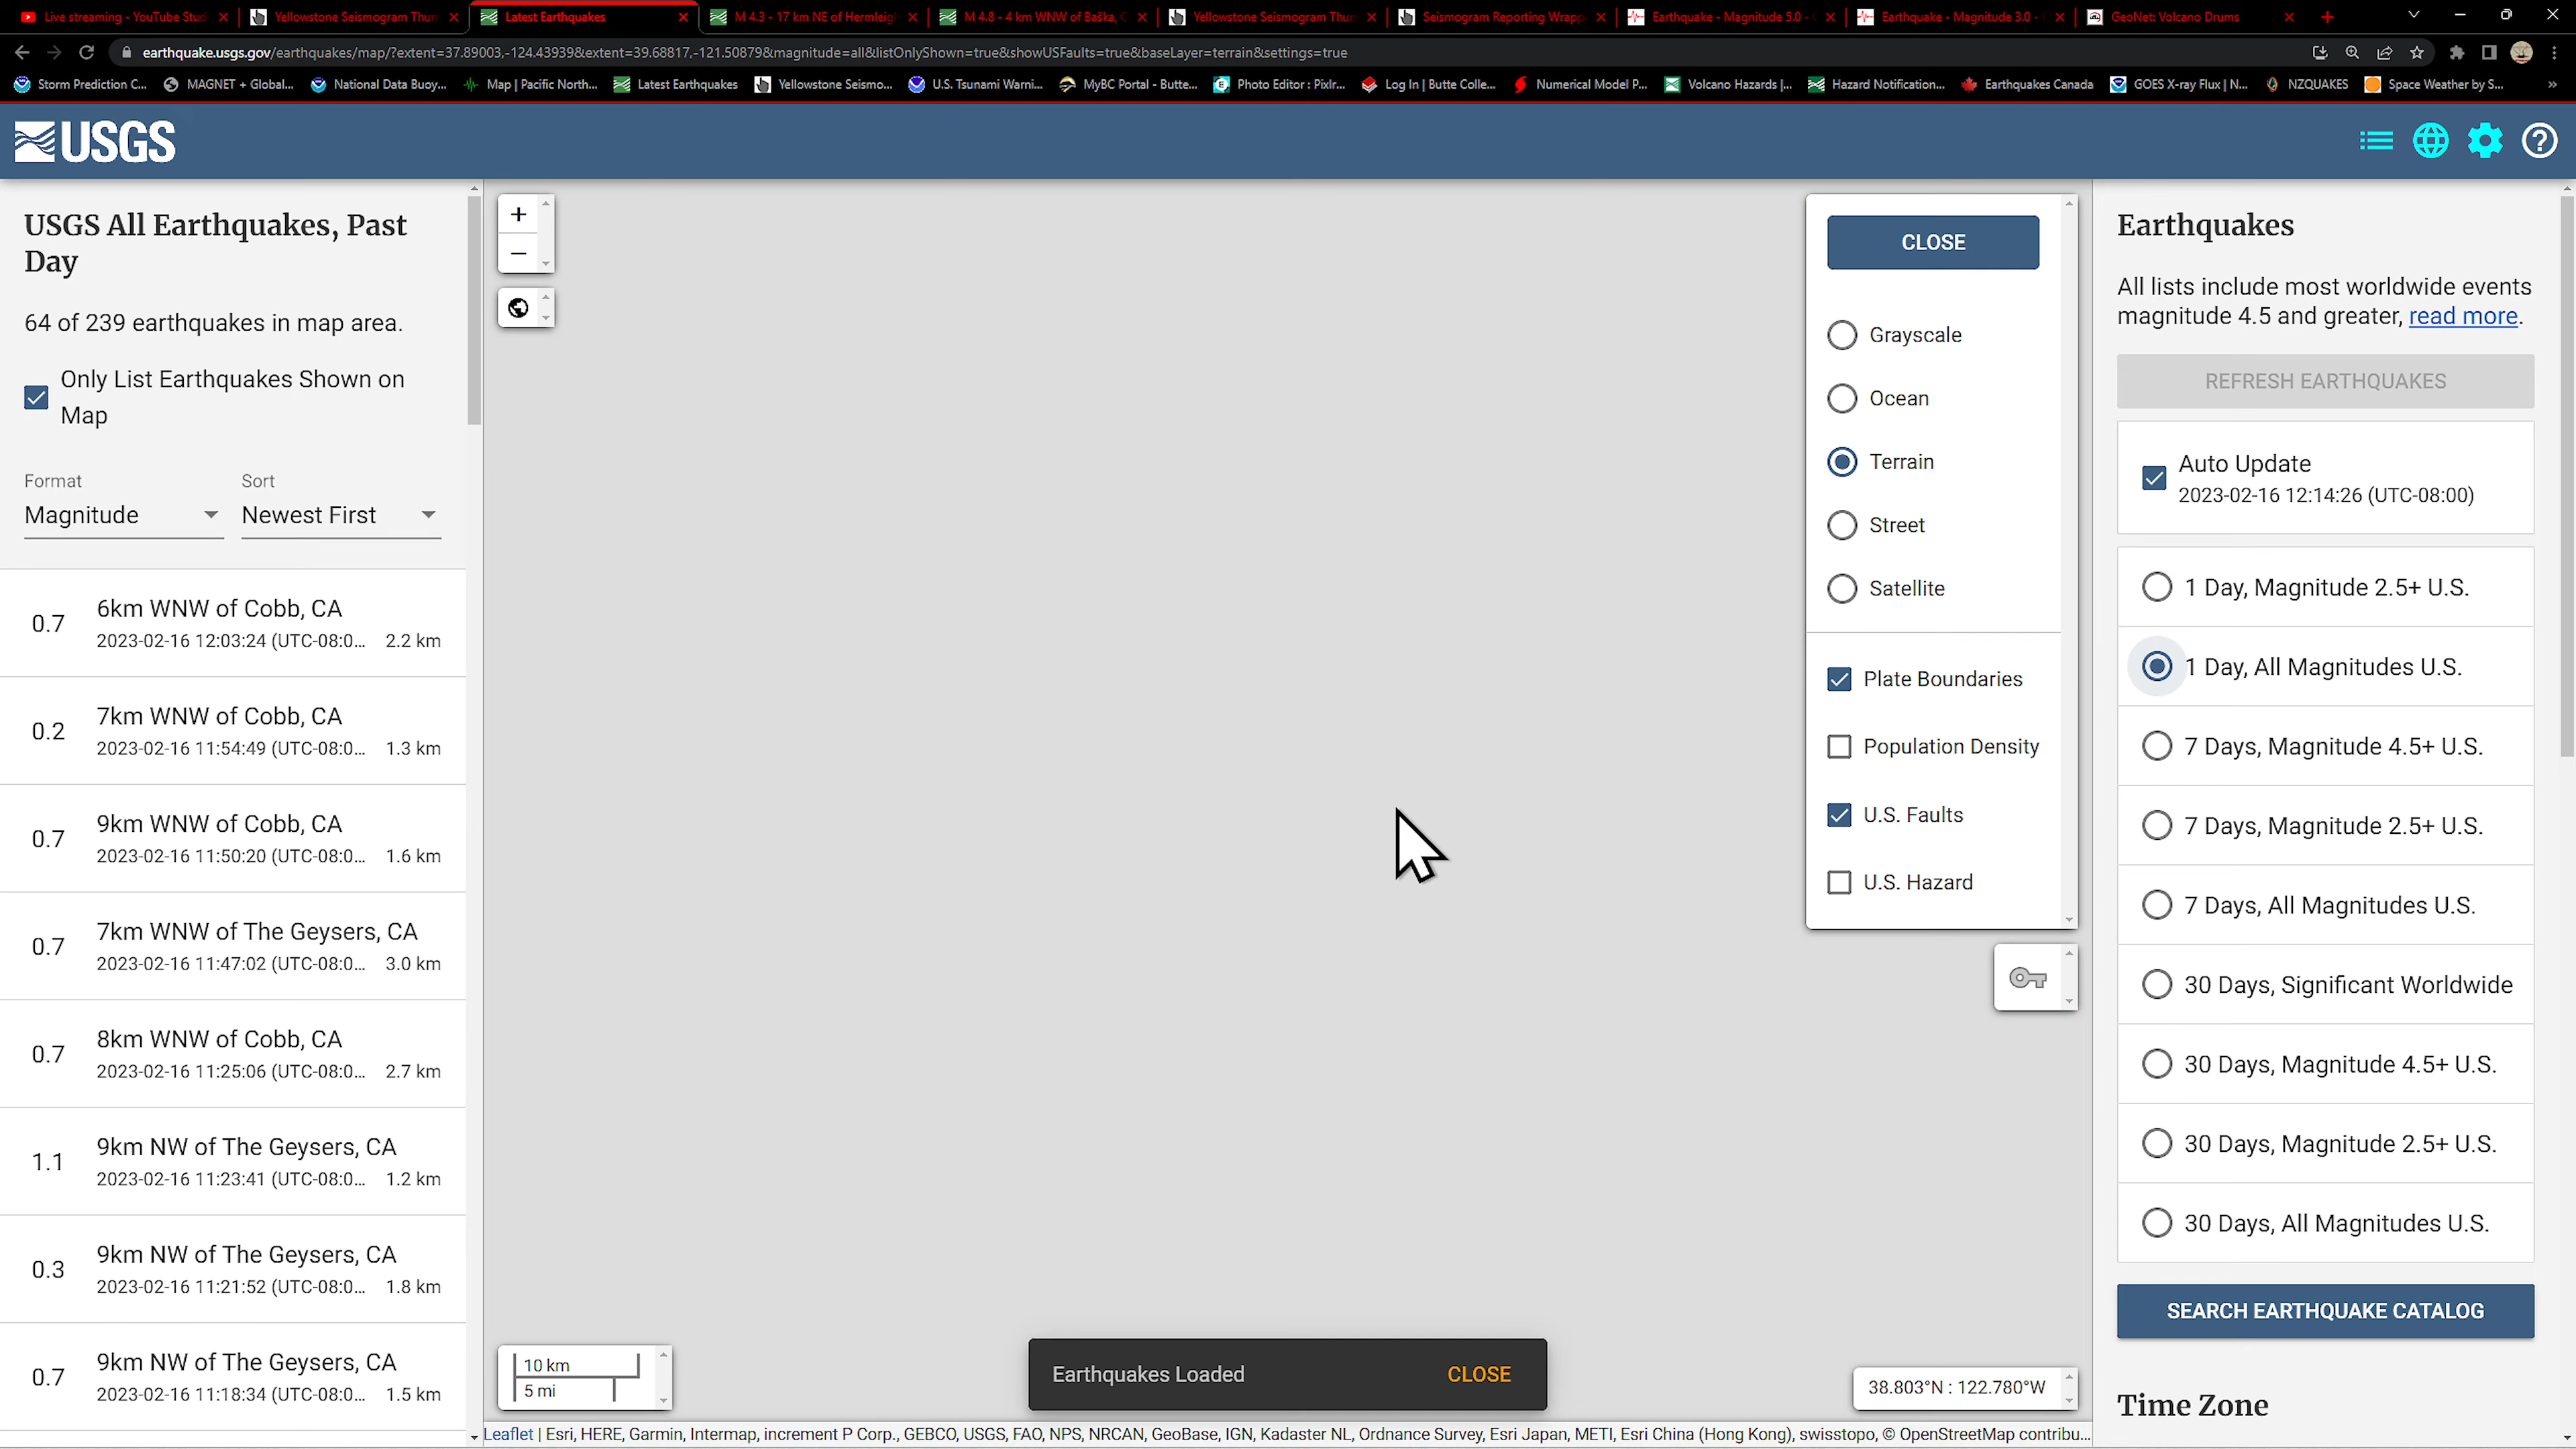 Live streaming - YouTube Stud
Yellowstone Seismogram Thum
Latest Earthquakes
M 4.3 - 17 km NE of Hermleigh
M 4.8 - 4 km WNW of Baška, C
Yellowstone Seismogram Thum
Seismogram Reporting Wrapp
Earthquake - Magnitude 5.0 -
Earthquake - Magnitude 3.0 -
GeoNet: Volcano Drums
earthquake.usgs.gov/earthquakes/map/?extent=37.89003,-124.43939&extent=39.68817,-121.50879&magnitude=all&listOnlyShown=true&showUSFaults=true&baseLayer=terrain&settings=true
Storm Prediction C...
MAGNET + Global...
National Data Buoy...
Map | Pacific North...
Latest Earthquakes
Yellowstone Seismo...
U.S. Tsunami Warni...
MyBC Portal - Butte...
Photo Editor : Pixlr...
Log In | Butte Colle...
Numerical Model P...
Volcano Hazards |...
Hazard Notification...
Earthquakes Canada
GOES X-ray Flux | N...
NZQUAKES
Space Weather by S...
»
USGS
USGS All Earthquakes, Past
Day
64 of 239 earthquakes in map area.
Only List Earthquakes Shown on
Map
Format
Sort
Magnitude
Newest First
0.7
6km WNW of Cobb, CA
2023-02-16 12:03:24 (UTC-08:0... 2.2 km
0.2
7km WNW of Cobb, CA
2023-02-16 11:54:49 (UTC-08:0... 1.3 km
0.7
9km WNW of Cobb, CA
2023-02-16 11:50:20 (UTC-08:0... 1.6 km
0.7
7km WNW of The Geysers, CA
2023-02-16 11:47:02 (UTC-08:0... 3.0 km
0.7
8km WNW of Cobb, CA
2023-02-16 11:25:06 (UTC-08:0... 2.7 km
1.1
9km NW of The Geysers, CA
2023-02-16 11:23:41 (UTC-08:0... 1.2 km
0.3
9km NW of The Geysers, CA
2023-02-16 11:21:52 (UTC-08:0... 1.8 km
0.7
9km NW of The Geysers, CA
2023-02-16 11:18:34 (UTC-08:0... 1.5 km
+
−
CLOSE
Grayscale
Ocean
Terrain
Street
Satellite
Plate Boundaries
Population Density
U.S. Faults
U.S. Hazard
10 km
5 mi
Earthquakes Loaded
CLOSE
38.803°N : 122.780°W
Leaflet | Esri, HERE, Garmin, Intermap, increment P Corp., GEBCO, USGS, FAO, NPS, NRCAN, GeoBase, IGN, Kadaster NL, Ordnance Survey, Esri Japan, METI, Esri China (Hong Kong), swisstopo, © OpenStreetMap contribu...
Earthquakes
All lists include most worldwide events
magnitude 4.5 and greater, read more.
REFRESH EARTHQUAKES
Auto Update
2023-02-16 12:14:26 (UTC-08:00)
1 Day, Magnitude 2.5+ U.S.
1 Day, All Magnitudes U.S.
7 Days, Magnitude 4.5+ U.S.
7 Days, Magnitude 2.5+ U.S.
7 Days, All Magnitudes U.S.
30 Days, Significant Worldwide
30 Days, Magnitude 4.5+ U.S.
30 Days, Magnitude 2.5+ U.S.
30 Days, All Magnitudes U.S.
SEARCH EARTHQUAKE CATALOG
Time Zone